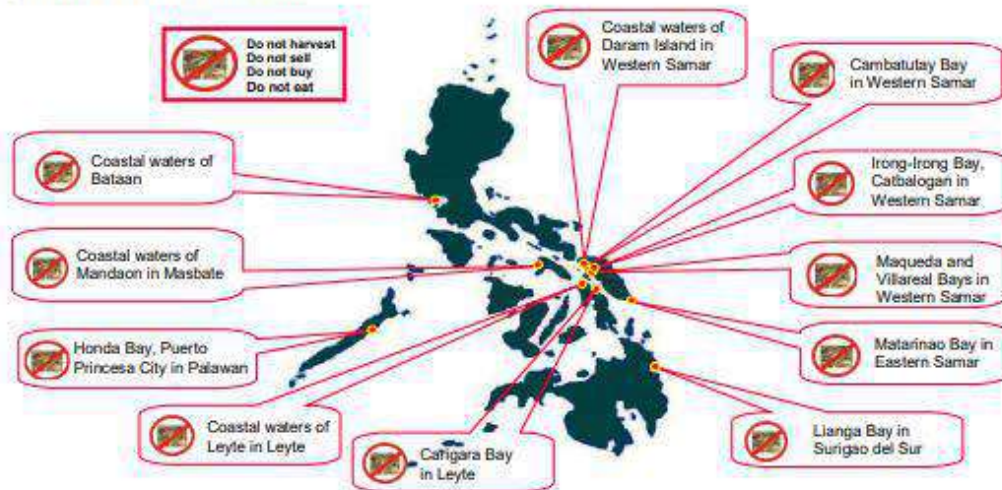 Do not harvest
Do not sell
Do not buy
Do not eat
Coastal waters of
Daram Island in
Western Samar
Cambatutay Bay
in Western Samar
Coastal waters of
Bataan
Irong-Irong Bay,
Catbalogan in
Western Samar
Coastal waters of
Mandaon in Masbate
Maqueda and
Villareal Bays in
Western Samar
Honda Bay, Puerto
Princesa City in Palawan
Matarinao Bay in
Eastern Samar
Coastal waters of
Leyte in Leyte
Carigara Bay
in Leyte
Lianga Bay in
Surigao del Sur